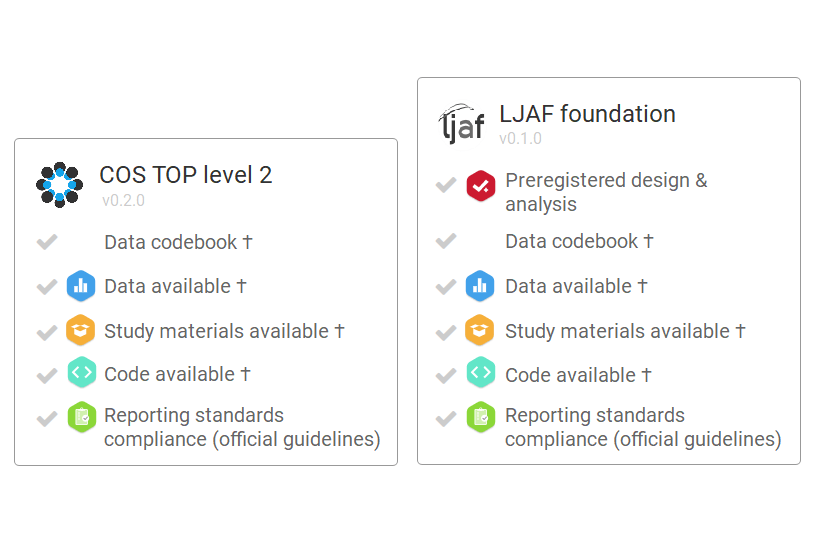 COS TOP level 2
v0.2.0
Data codebook †
Data available †
Study materials available †
Code available †
Reporting standards
compliance (official guidelines)
ljaf
LJAF foundation
v0.1.0
Preregistered design &
analysis
Data codebook †
Data available †
Study materials available †
Code available †
Reporting standards
compliance (official guidelines)